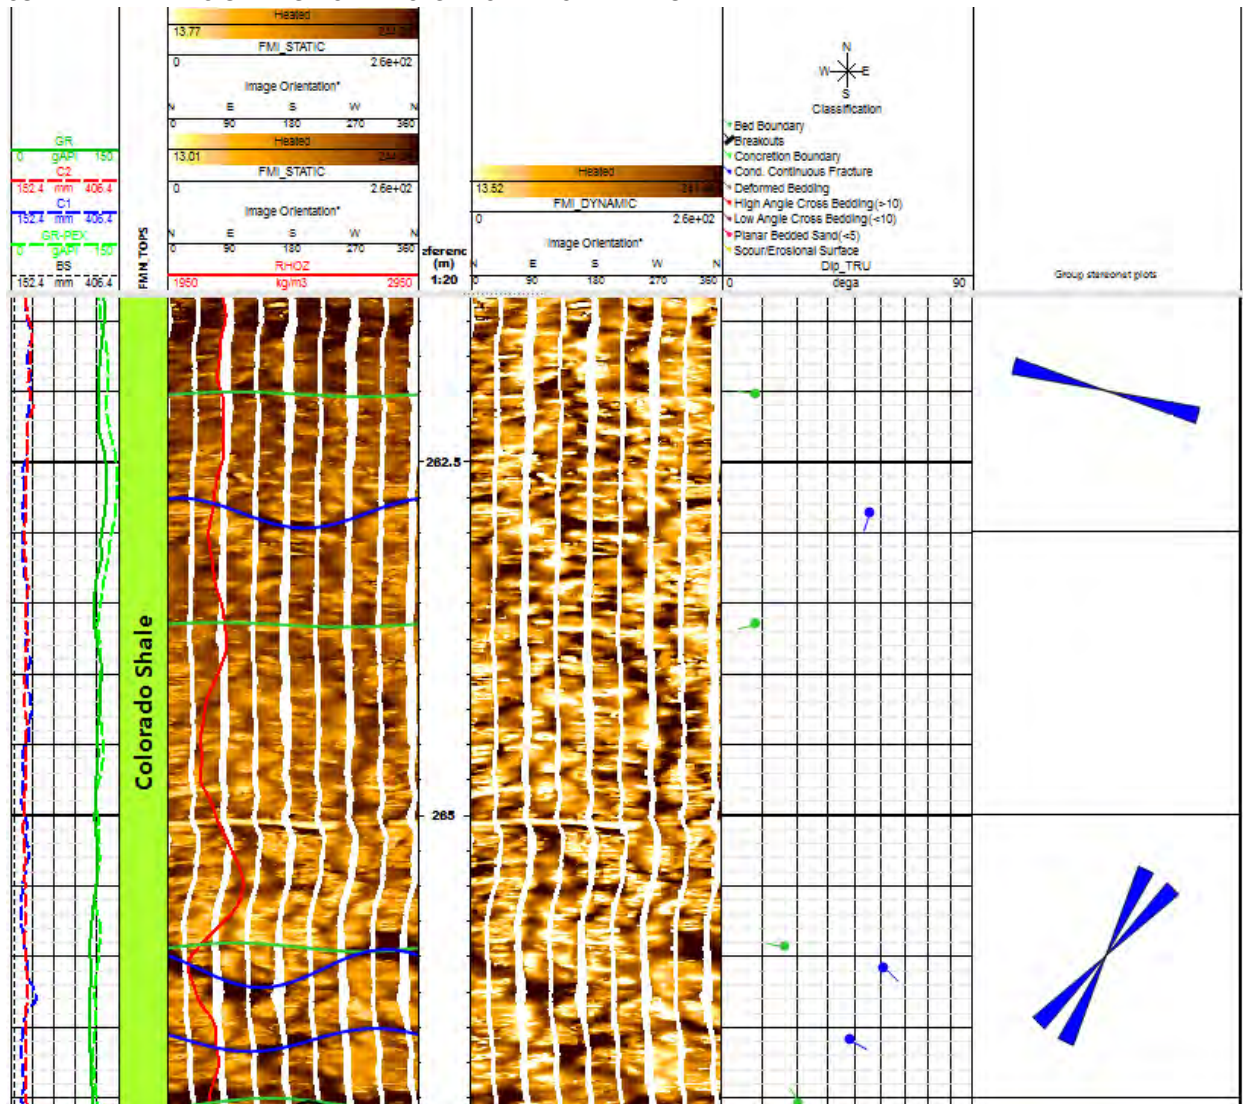 Heated
13.77
FMI_STATIC
0 2.6e+02
Image Orientation*
N E S W N
0 90 180 270 360
Heated
13.01
FMI_STATIC
0 2.6e+02
Image Orientation*
N E S W N
0 90 180 270 360
RHOZ
1950 kg/m3 2950
GR
0 gAPI 150
C2
152.4 mm 406.4
C1
152.4 mm 406.4
GR-PEX
0 gAPI 150
BS
152.4 mm 406.4
FMN_TOPS
(m)
1:20
Heated
13.52
FMI_DYNAMIC
0 2.6e+02
Image Orientation*
N E S W N
0 90 180 270 360
N
W E
S
Classification
Bed Boundary
Breakouts
Concretion Boundary
Cond. Continuous Fracture
Deformed Bedding
High Angle Cross Bedding(>10)
Low Angle Cross Bedding(<10)
Planar Bedded Sand(<5)
Scour/Erosional Surface
Dip_TRU
0 dega 90
Group stereonet plots
262.5
Colorado Shale
265